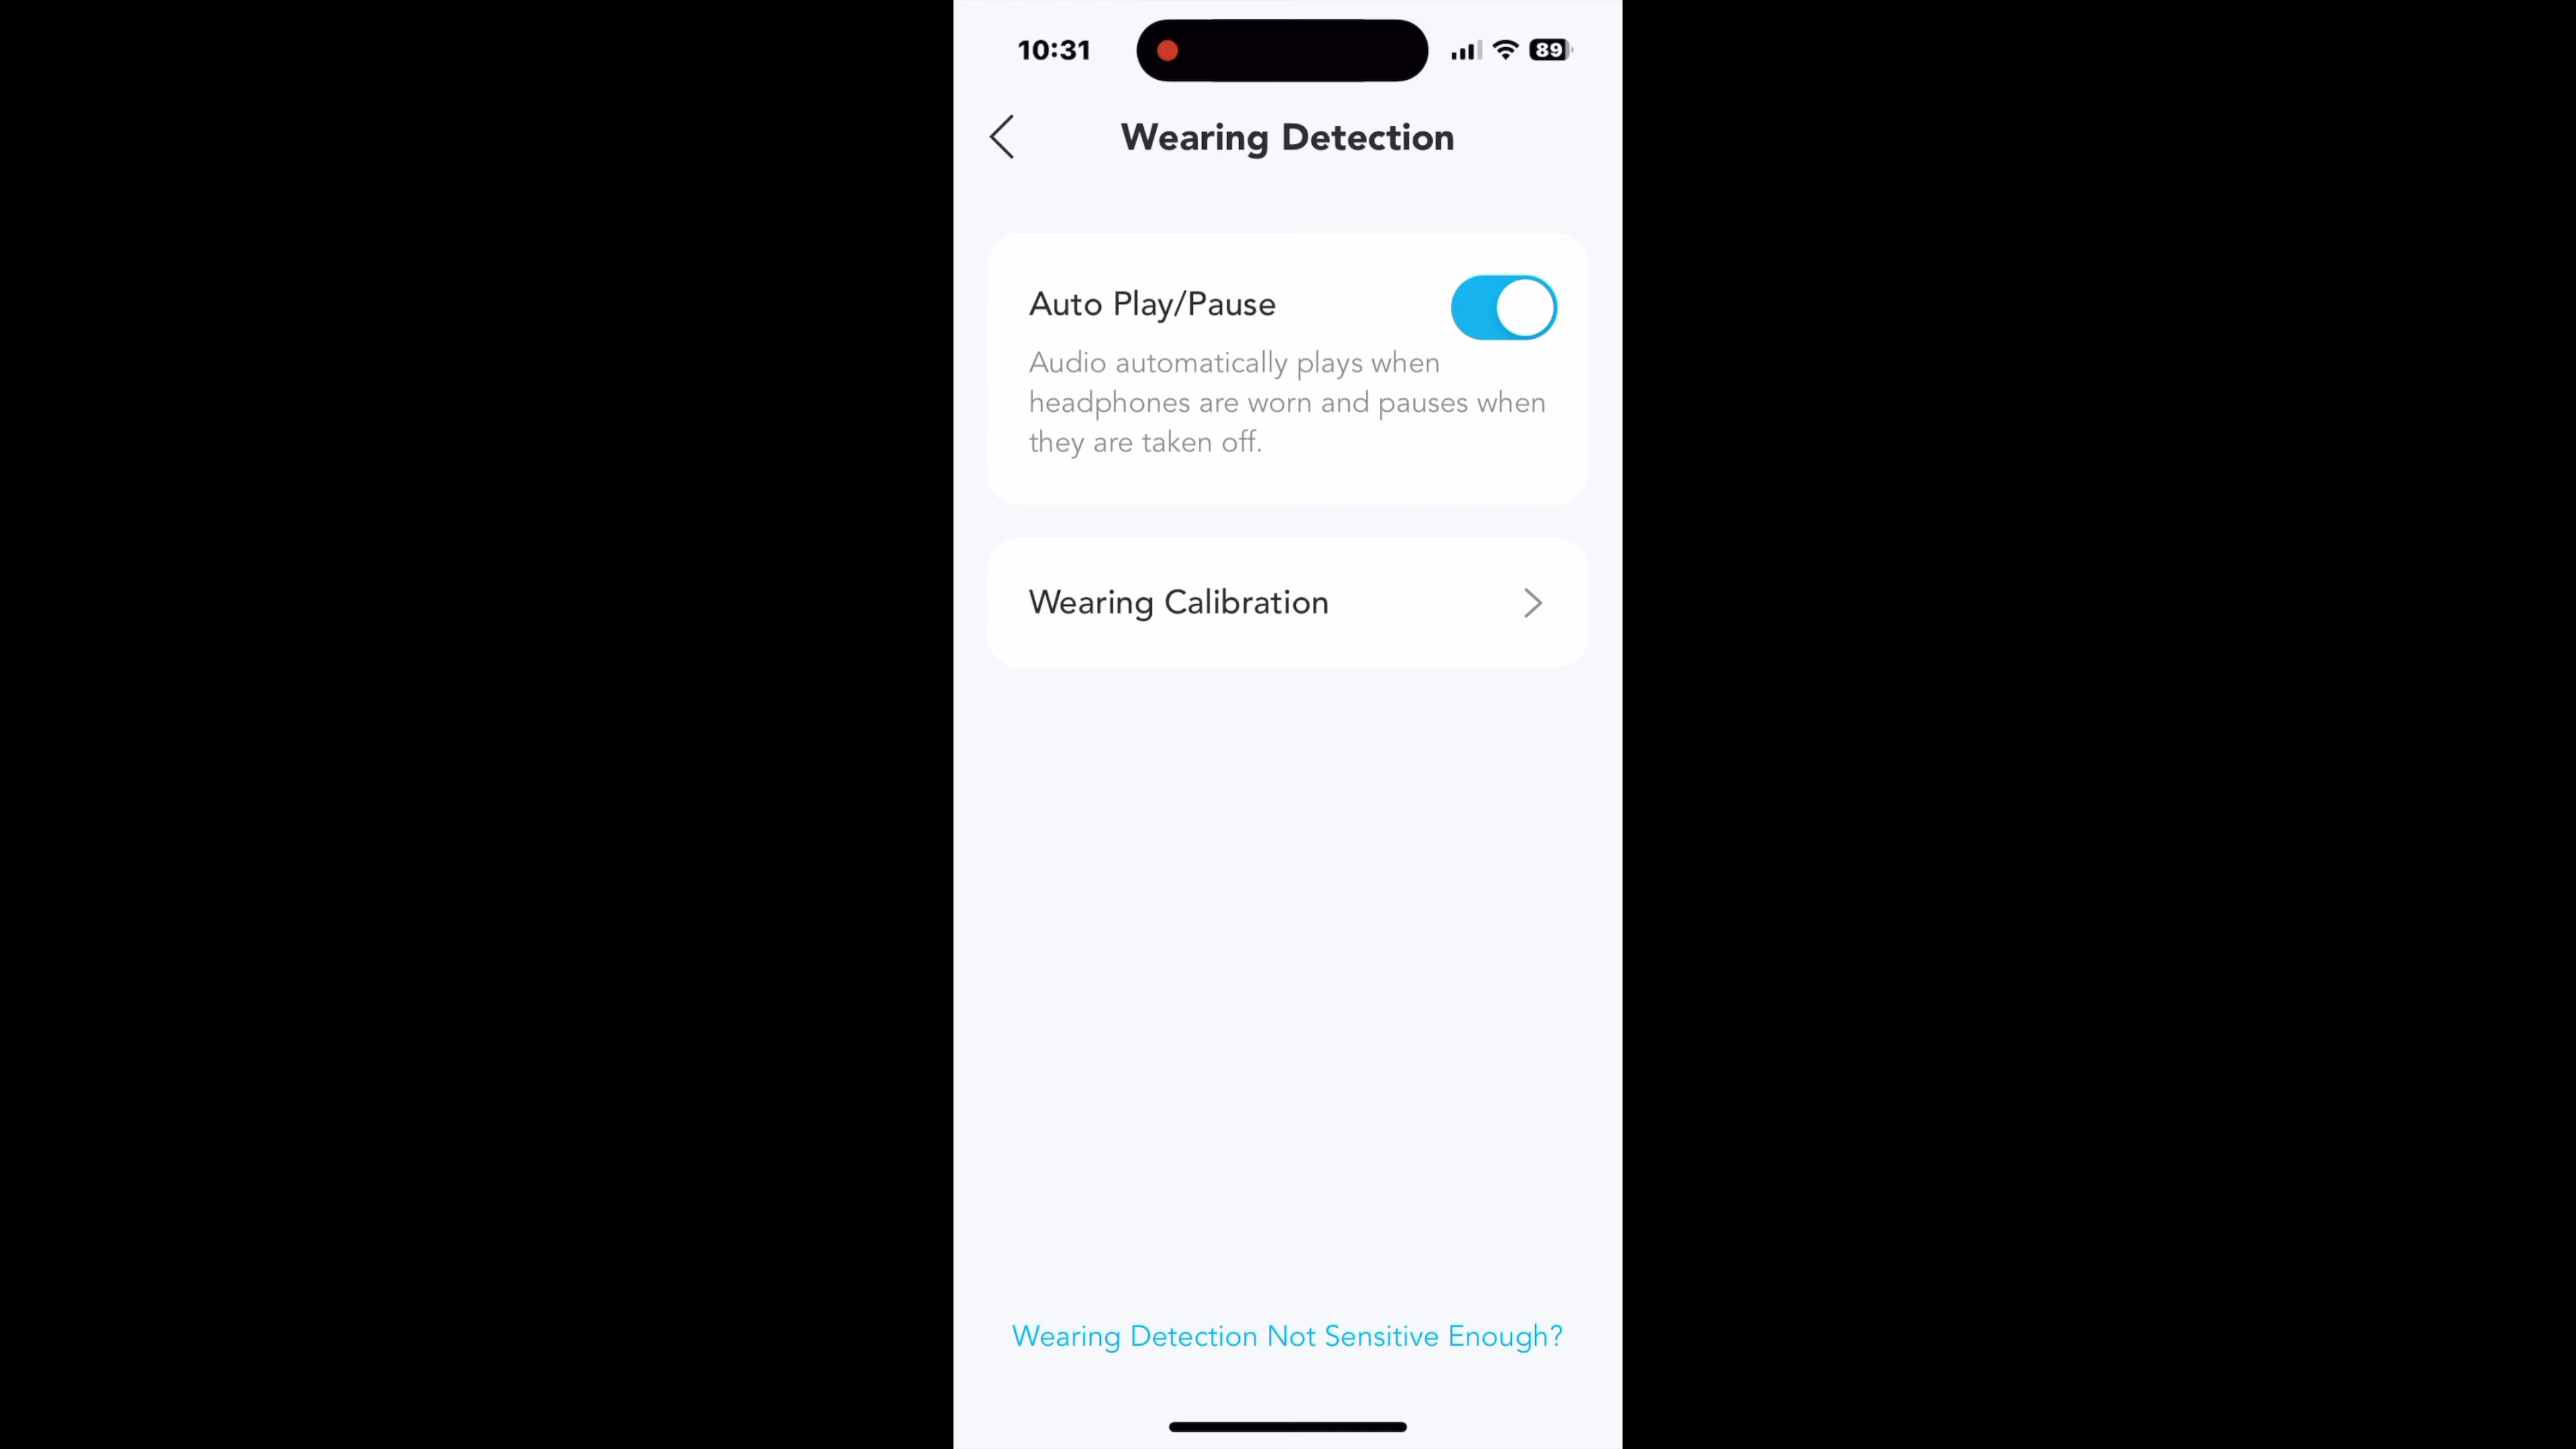 10:31
89
Wearing Detection
Auto Play/Pause
Audio automatically plays when
headphones are worn and pauses when
they are taken off.
Wearing Calibration
Wearing Detection Not Sensitive Enough?